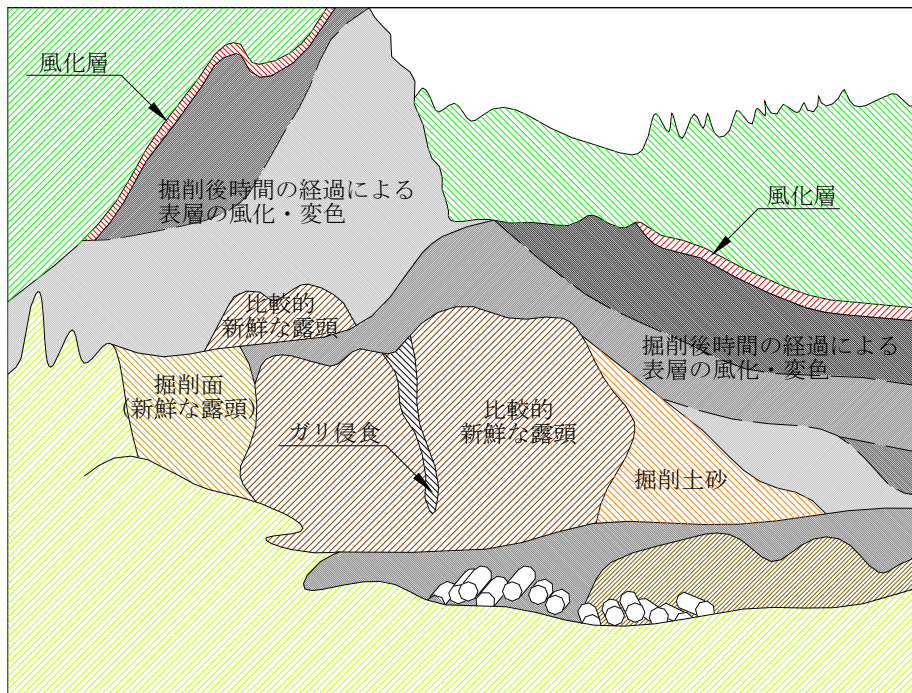 風化層
掘削後時間の経過による
表層の風化・変色
風化層
比較的
新鮮な露頭
掘削後時間の経過による
表層の風化・変色
掘削面
(新鮮な露頭)
比較的
新鮮な露頭
ガリ侵食
掘削土砂